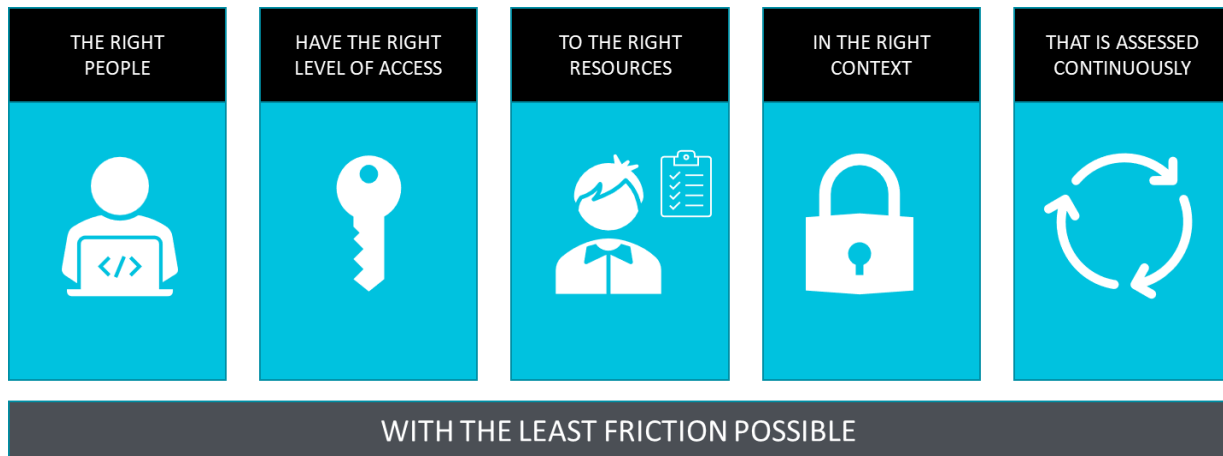 THE RIGHT
PEOPLE
HAVE THE RIGHT
LEVEL OF ACCESS
TO THE RIGHT
RESOURCES
IN THE RIGHT
CONTEXT
THAT IS ASSESSED
CONTINUOUSLY
</>
WITH THE LEAST FRICTION POSSIBLE